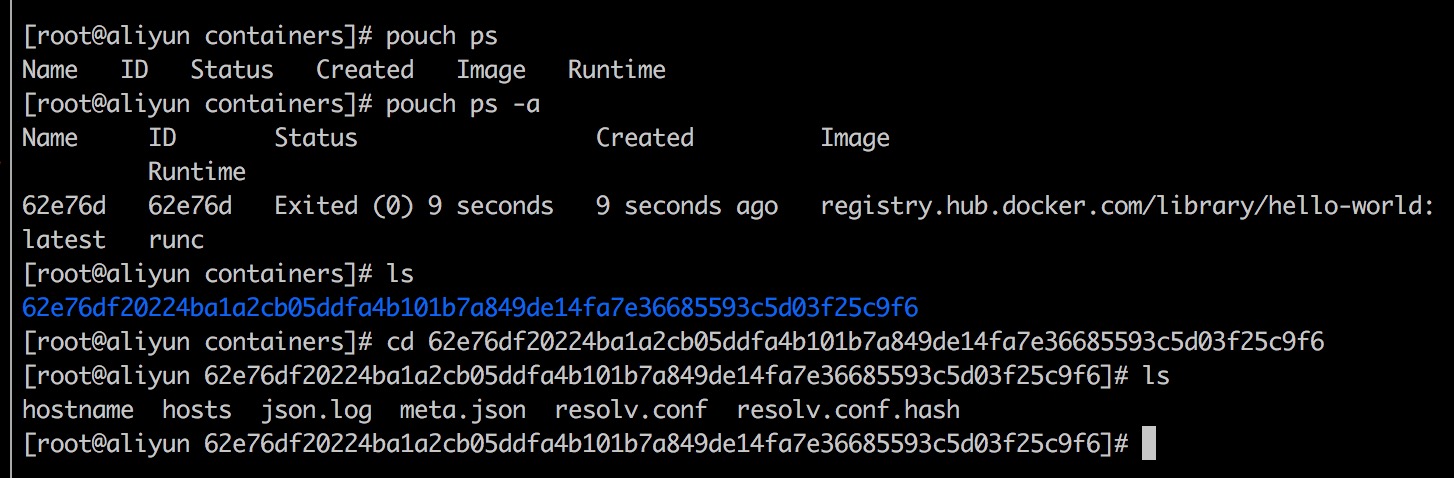 [root@aliyun containers]# pouch ps
Name   ID   Status   Created   Image   Runtime
[root@aliyun containers]# pouch ps -a
Name     ID       Status                 Created         Image
         Runtime
62e76d   62e76d   Exited (0) 9 seconds   9 seconds ago   registry.hub.docker.com/library/hello-world:
latest   runc
[root@aliyun containers]# ls
62e76df20224ba1a2cb05ddfa4b101b7a849de14fa7e36685593c5d03f25c9f6
[root@aliyun containers]# cd 62e76df20224ba1a2cb05ddfa4b101b7a849de14fa7e36685593c5d03f25c9f6
[root@aliyun 62e76df20224ba1a2cb05ddfa4b101b7a849de14fa7e36685593c5d03f25c9f6]# ls
hostname  hosts  json.log  meta.json  resolv.conf  resolv.conf.hash
[root@aliyun 62e76df20224ba1a2cb05ddfa4b101b7a849de14fa7e36685593c5d03f25c9f6]#